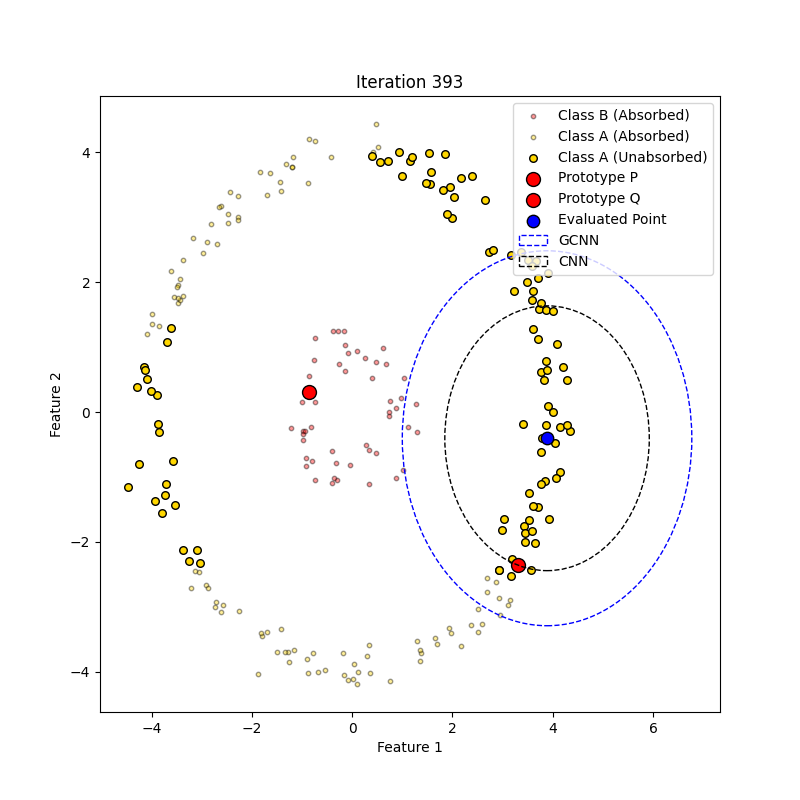 Iteration 393
Class B (Absorbed)
Class A (Absorbed)
Class A (Unabsorbed)
Prototype P
Prototype Q
Evaluated Point
GCNN
CNN
4
2
0
−2
−4
Feature 2
−4
−2
0
2
4
6
Feature 1